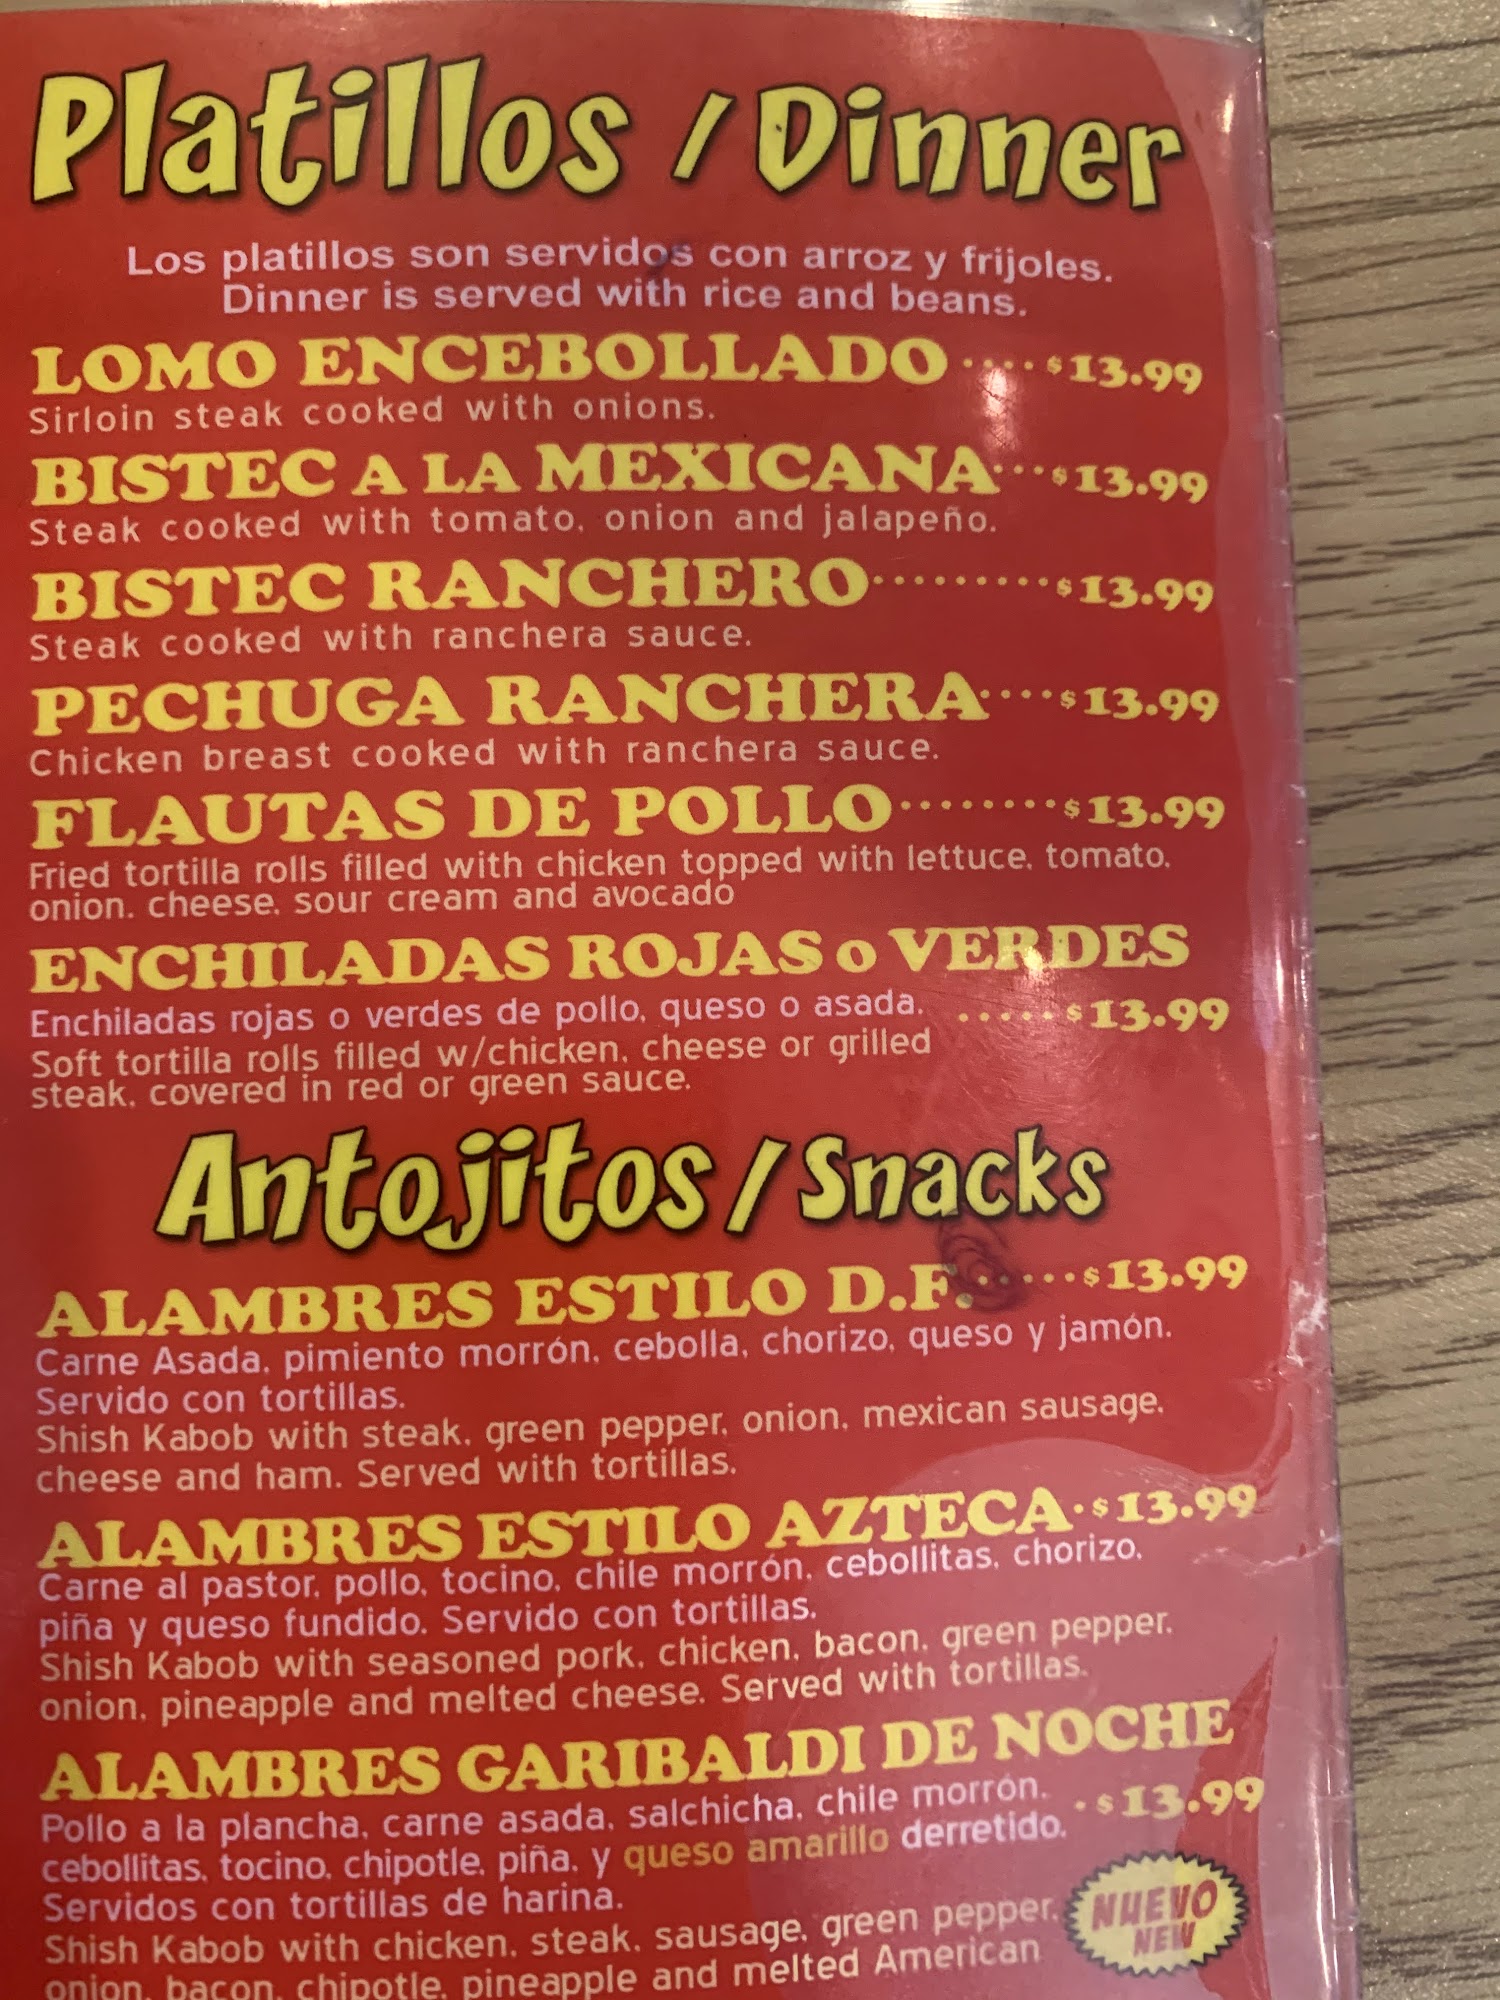 Platillos / Dinner
Los platillos son servidos con arroz y frijoles.
Dinner is served with rice and beans.
LOMO ENCEBOLLADO ···· $13.99
Sirloin steak cooked with onions.
BISTEC A LA MEXICANA ··· $13.99
Steak cooked with tomato, onion and jalapeño.
BISTEC RANCHERO ········· $13.99
Steak cooked with ranchera sauce.
PECHUGA RANCHERA ···· $13.99
Chicken breast cooked with ranchera sauce.
FLAUTAS DE POLLO ········ $13.99
Fried tortilla rolls filled with chicken topped with lettuce, tomato,
onion, cheese, sour cream and avocado
ENCHILADAS ROJAS o VERDES
Enchiladas rojas o verdes de pollo, queso o asada. ····· $13.99
Soft tortilla rolls filled w/chicken, cheese or grilled
steak, covered in red or green sauce.
Antojitos / Snacks
ALAMBRES ESTILO D.F. ····· $13.99
Carne Asada, pimiento morrón, cebolla, chorizo, queso y jamón.
Servido con tortillas.
Shish Kabob with steak, green pepper, onion, mexican sausage,
cheese and ham. Served with tortillas.
ALAMBRES ESTILO AZTECA · $13.99
Carne al pastor, pollo, tocino, chile morrón, cebollitas, chorizo,
piña y queso fundido. Servido con tortillas.
Shish Kabob with seasoned pork, chicken, bacon, green pepper,
onion, pineapple and melted cheese. Served with tortillas.
ALAMBRES GARIBALDI DE NOCHE
Pollo a la plancha, carne asada, salchicha, chile morrón, · $13.99
cebollitas, tocino, chipotle, piña, y queso amarillo derretido.
Servidos con tortillas de harina.
Shish Kabob with chicken, steak, sausage, green pepper,
onion, bacon, chipotle, pineapple and melted American
NUEVO
NEW